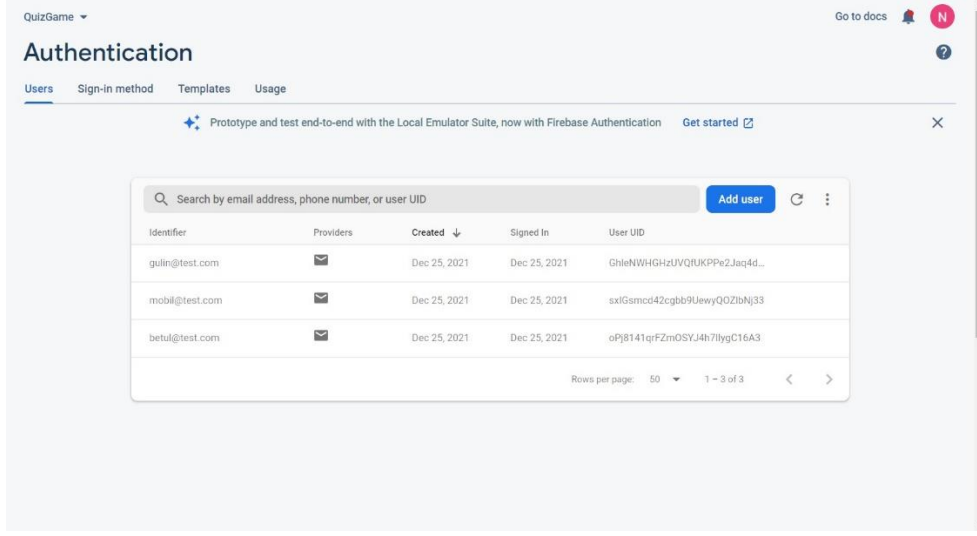 QuizGame
Go to docs
N
Authentication
Users Sign-in method Templates Usage
Prototype and test end-to-end with the Local Emulator Suite, now with Firebase Authentication Get started
Search by email address, phone number, or user UID
Add user
Identifier Providers Created Signed In User UID
gulin@test.com Dec 25, 2021 Dec 25, 2021
mobil@test.com Dec 25, 2021 Dec 25, 2021
betul@test.com Dec 25, 2021 Dec 25, 2021
Rows per page: 50 1 – 3 of 3